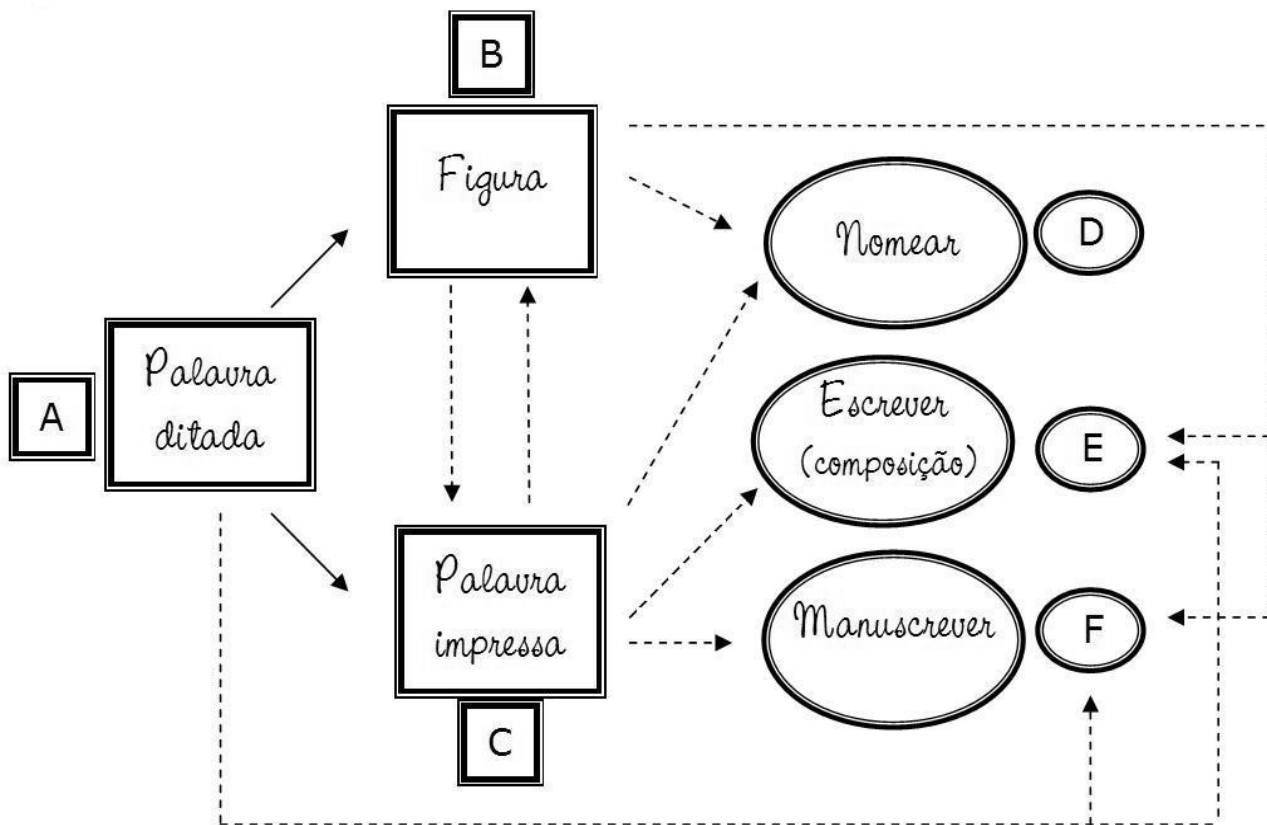 B
Figura
Nomear
D
A
Palavra
ditada
Escrever
(composição)
E
Palavra
impressa
Manuscrever
F
C